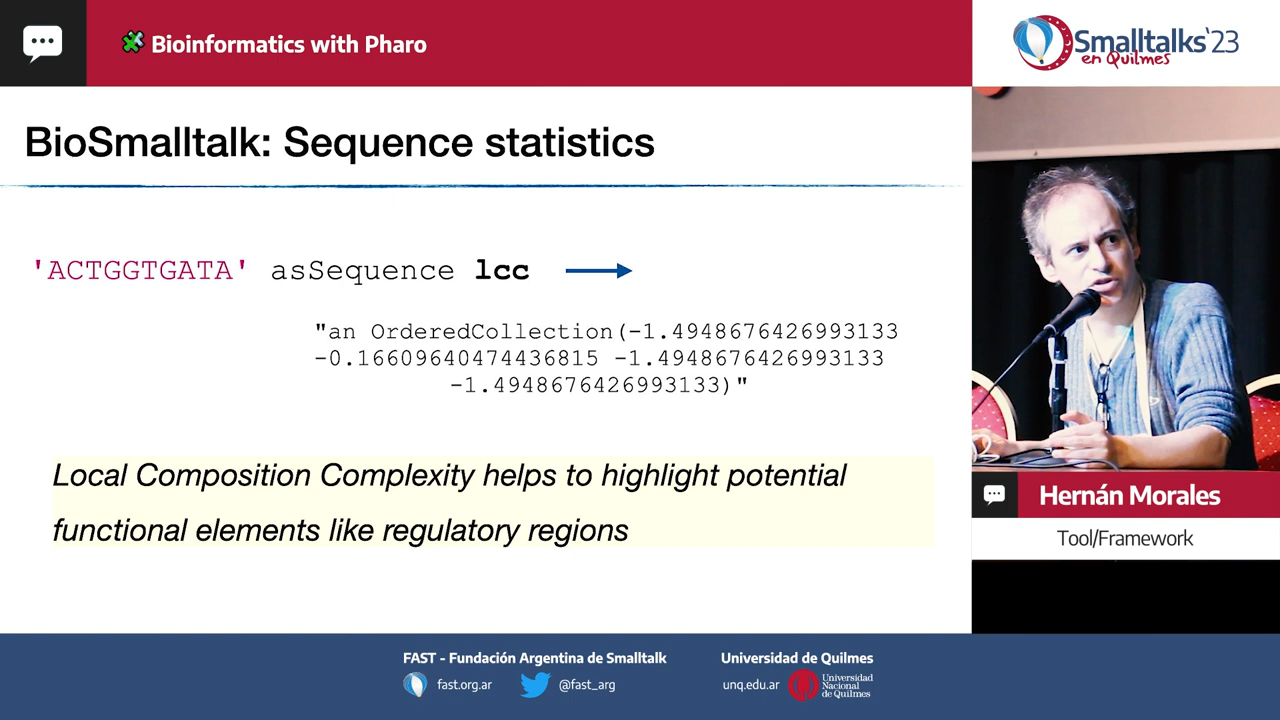 Bioinformatics with Pharo
Smalltalks'23
en Quilmes
BioSmalltalk: Sequence statistics
'ACTGGTGATA' asSequence lcc
"an OrderedCollection(-1.4948676426993133
-0.16609640474436815 -1.4948676426993133
-1.4948676426993133)"
Local Composition Complexity helps to highlight potential
functional elements like regulatory regions
Hernán Morales
Tool/Framework
FAST - Fundación Argentina de Smalltalk
fast.org.ar
@fast_arg
Universidad de Quilmes
unq.edu.ar
Universidad
Nacional
de Quilmes